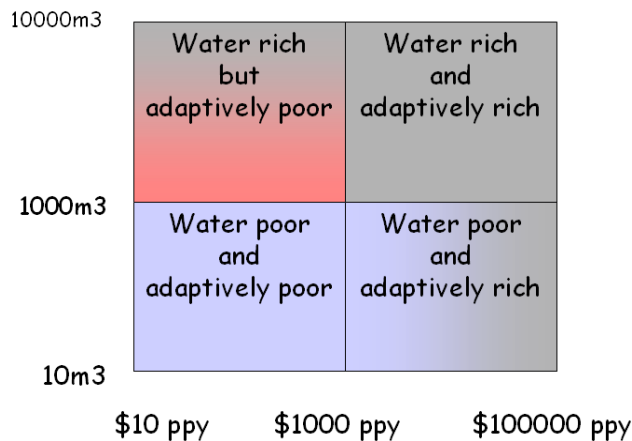 10000m3
Water rich
but
adaptively poor
Water rich
and
adaptively rich
1000m3
Water poor
and
adaptively poor
Water poor
and
adaptively rich
10m3
$10 ppy
$1000 ppy
$100000 ppy